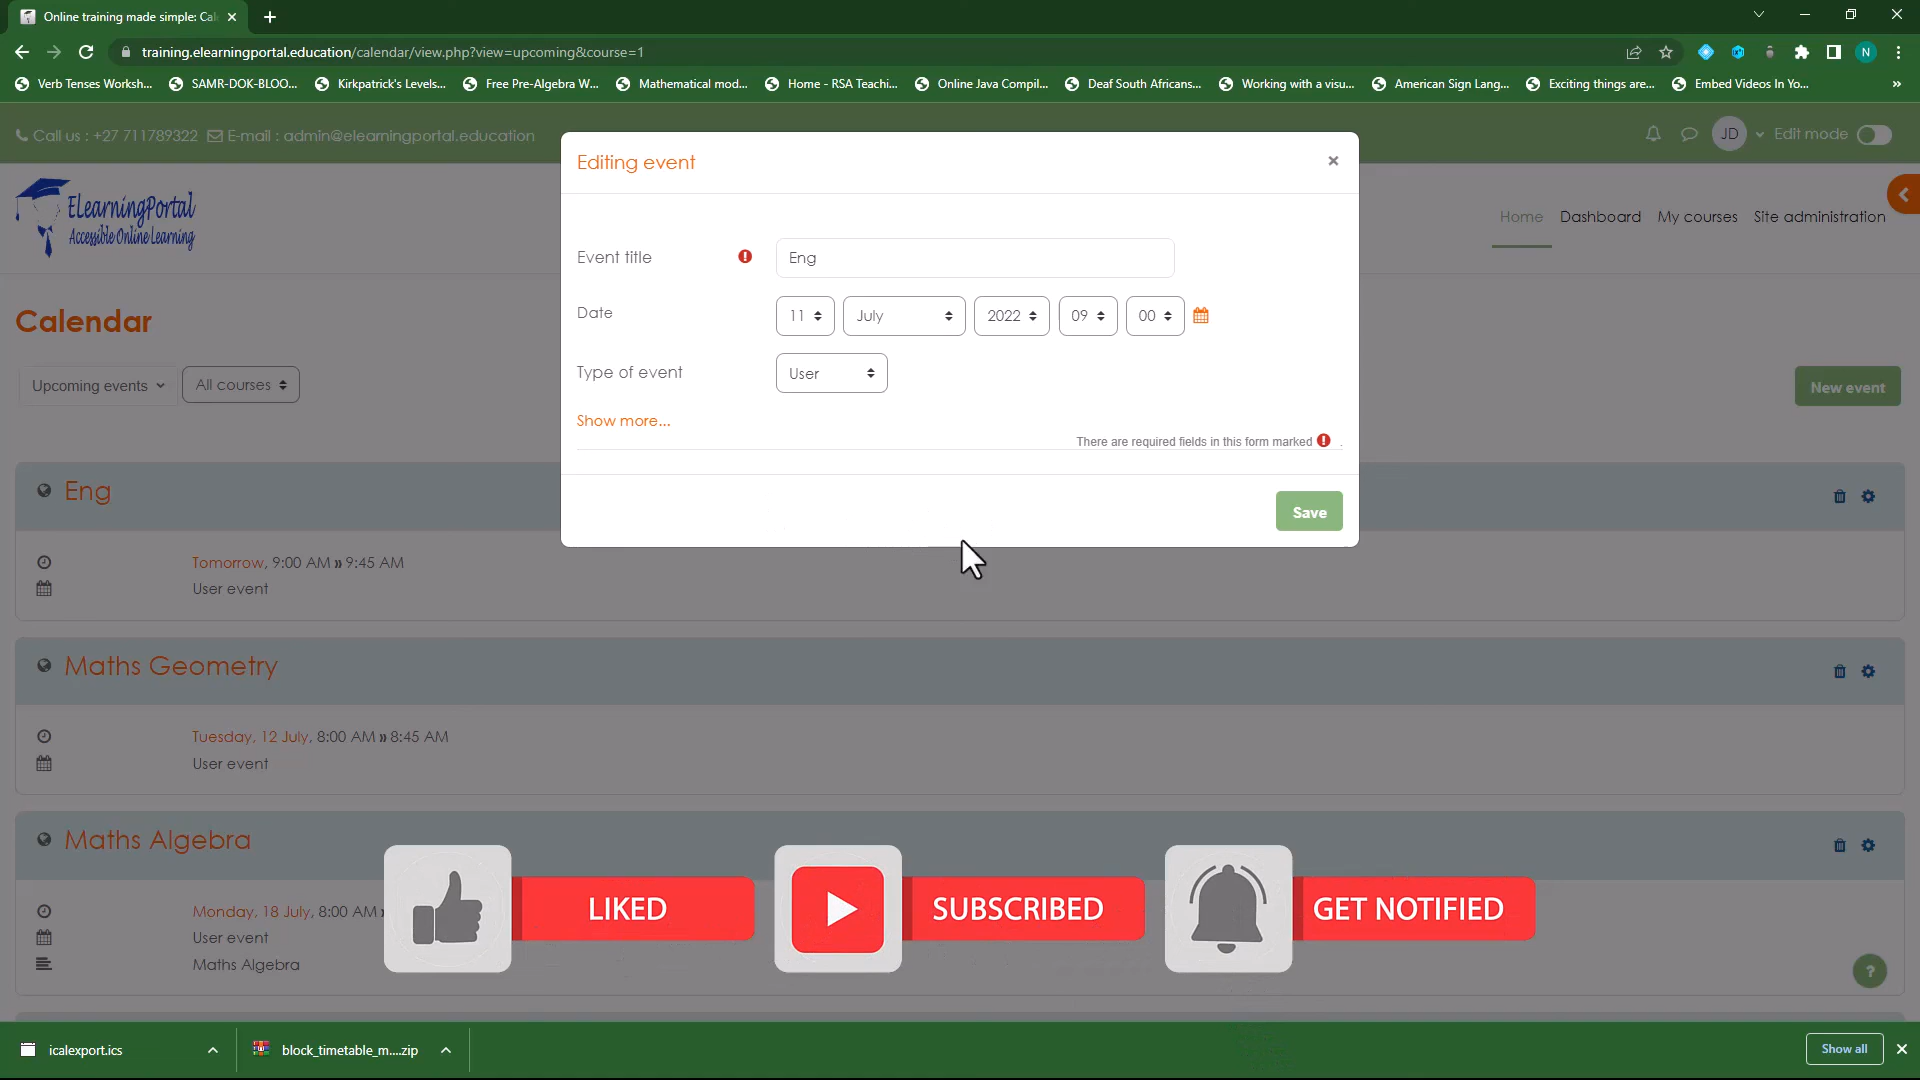 Online training made simple: Cal
training.elearningportal.education/calendar/view.php?view=upcoming&course=1
N
Verb Tenses Worksh... SAMR-DOK-BLOO... Kirkpatrick's Levels... Free Pre-Algebra W... Mathematical mod... Home - RSA Teachi... Online Java Compil... Deaf South Africans... Working with a visu... American Sign Lang... Exciting things are... Embed Videos In Yo... »
Call us : +27 711789322 E-mail : admin@elearningportal.education
JD Edit mode
ElearningPortal
Accessible Online Learning
Home Dashboard My courses Site administration
Calendar
Upcoming events All courses
New event
Editing event
×
Event title Eng
Date 11 July 2022 09 00
Type of event User
Show more...
There are required fields in this form marked .
Save
Eng
Tomorrow, 9:00 AM » 9:45 AM
User event
Maths Geometry
Tuesday, 12 July, 8:00 AM » 8:45 AM
User event
Maths Algebra
Monday, 18 July, 8:00 AM »
User event
Maths Algebra
LIKED SUBSCRIBED GET NOTIFIED
?
icalexport.ics block_timetable_m....zip Show all